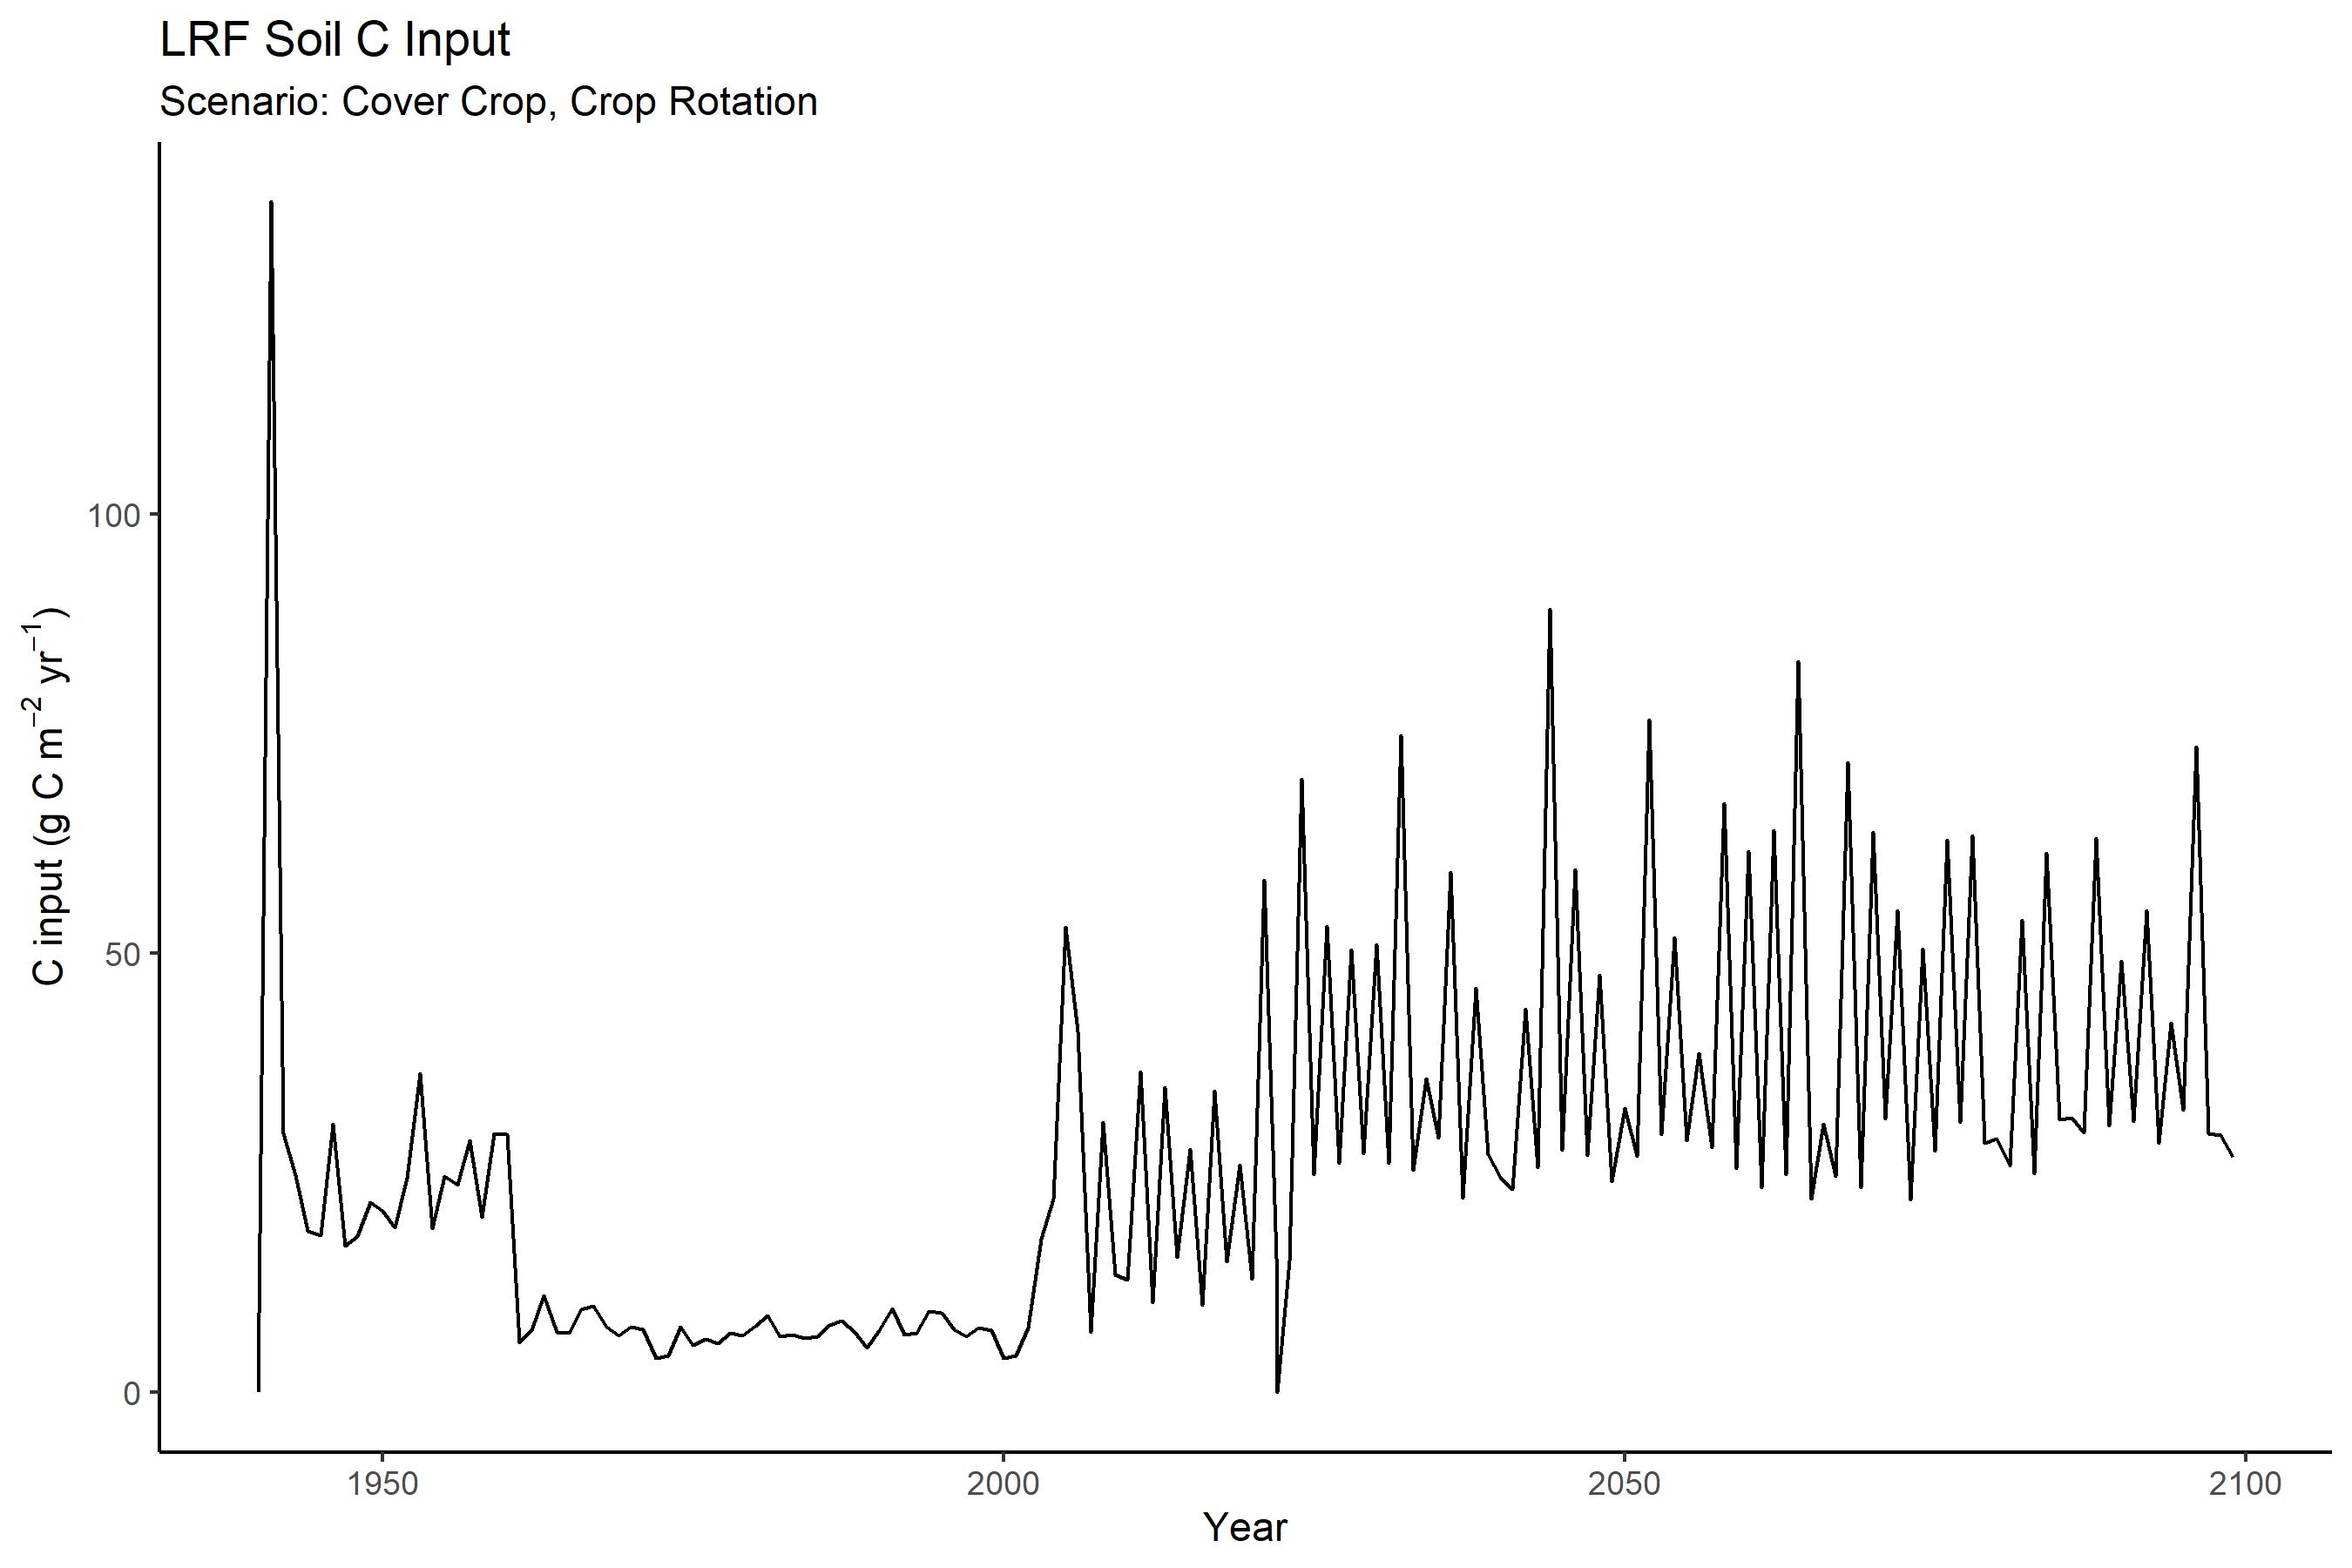 LRF Soil C Input
Scenario: Cover Crop, Crop Rotation
C input (g C m⁻² yr⁻¹)
100
50
0
1950 2000 2050 2100
Year